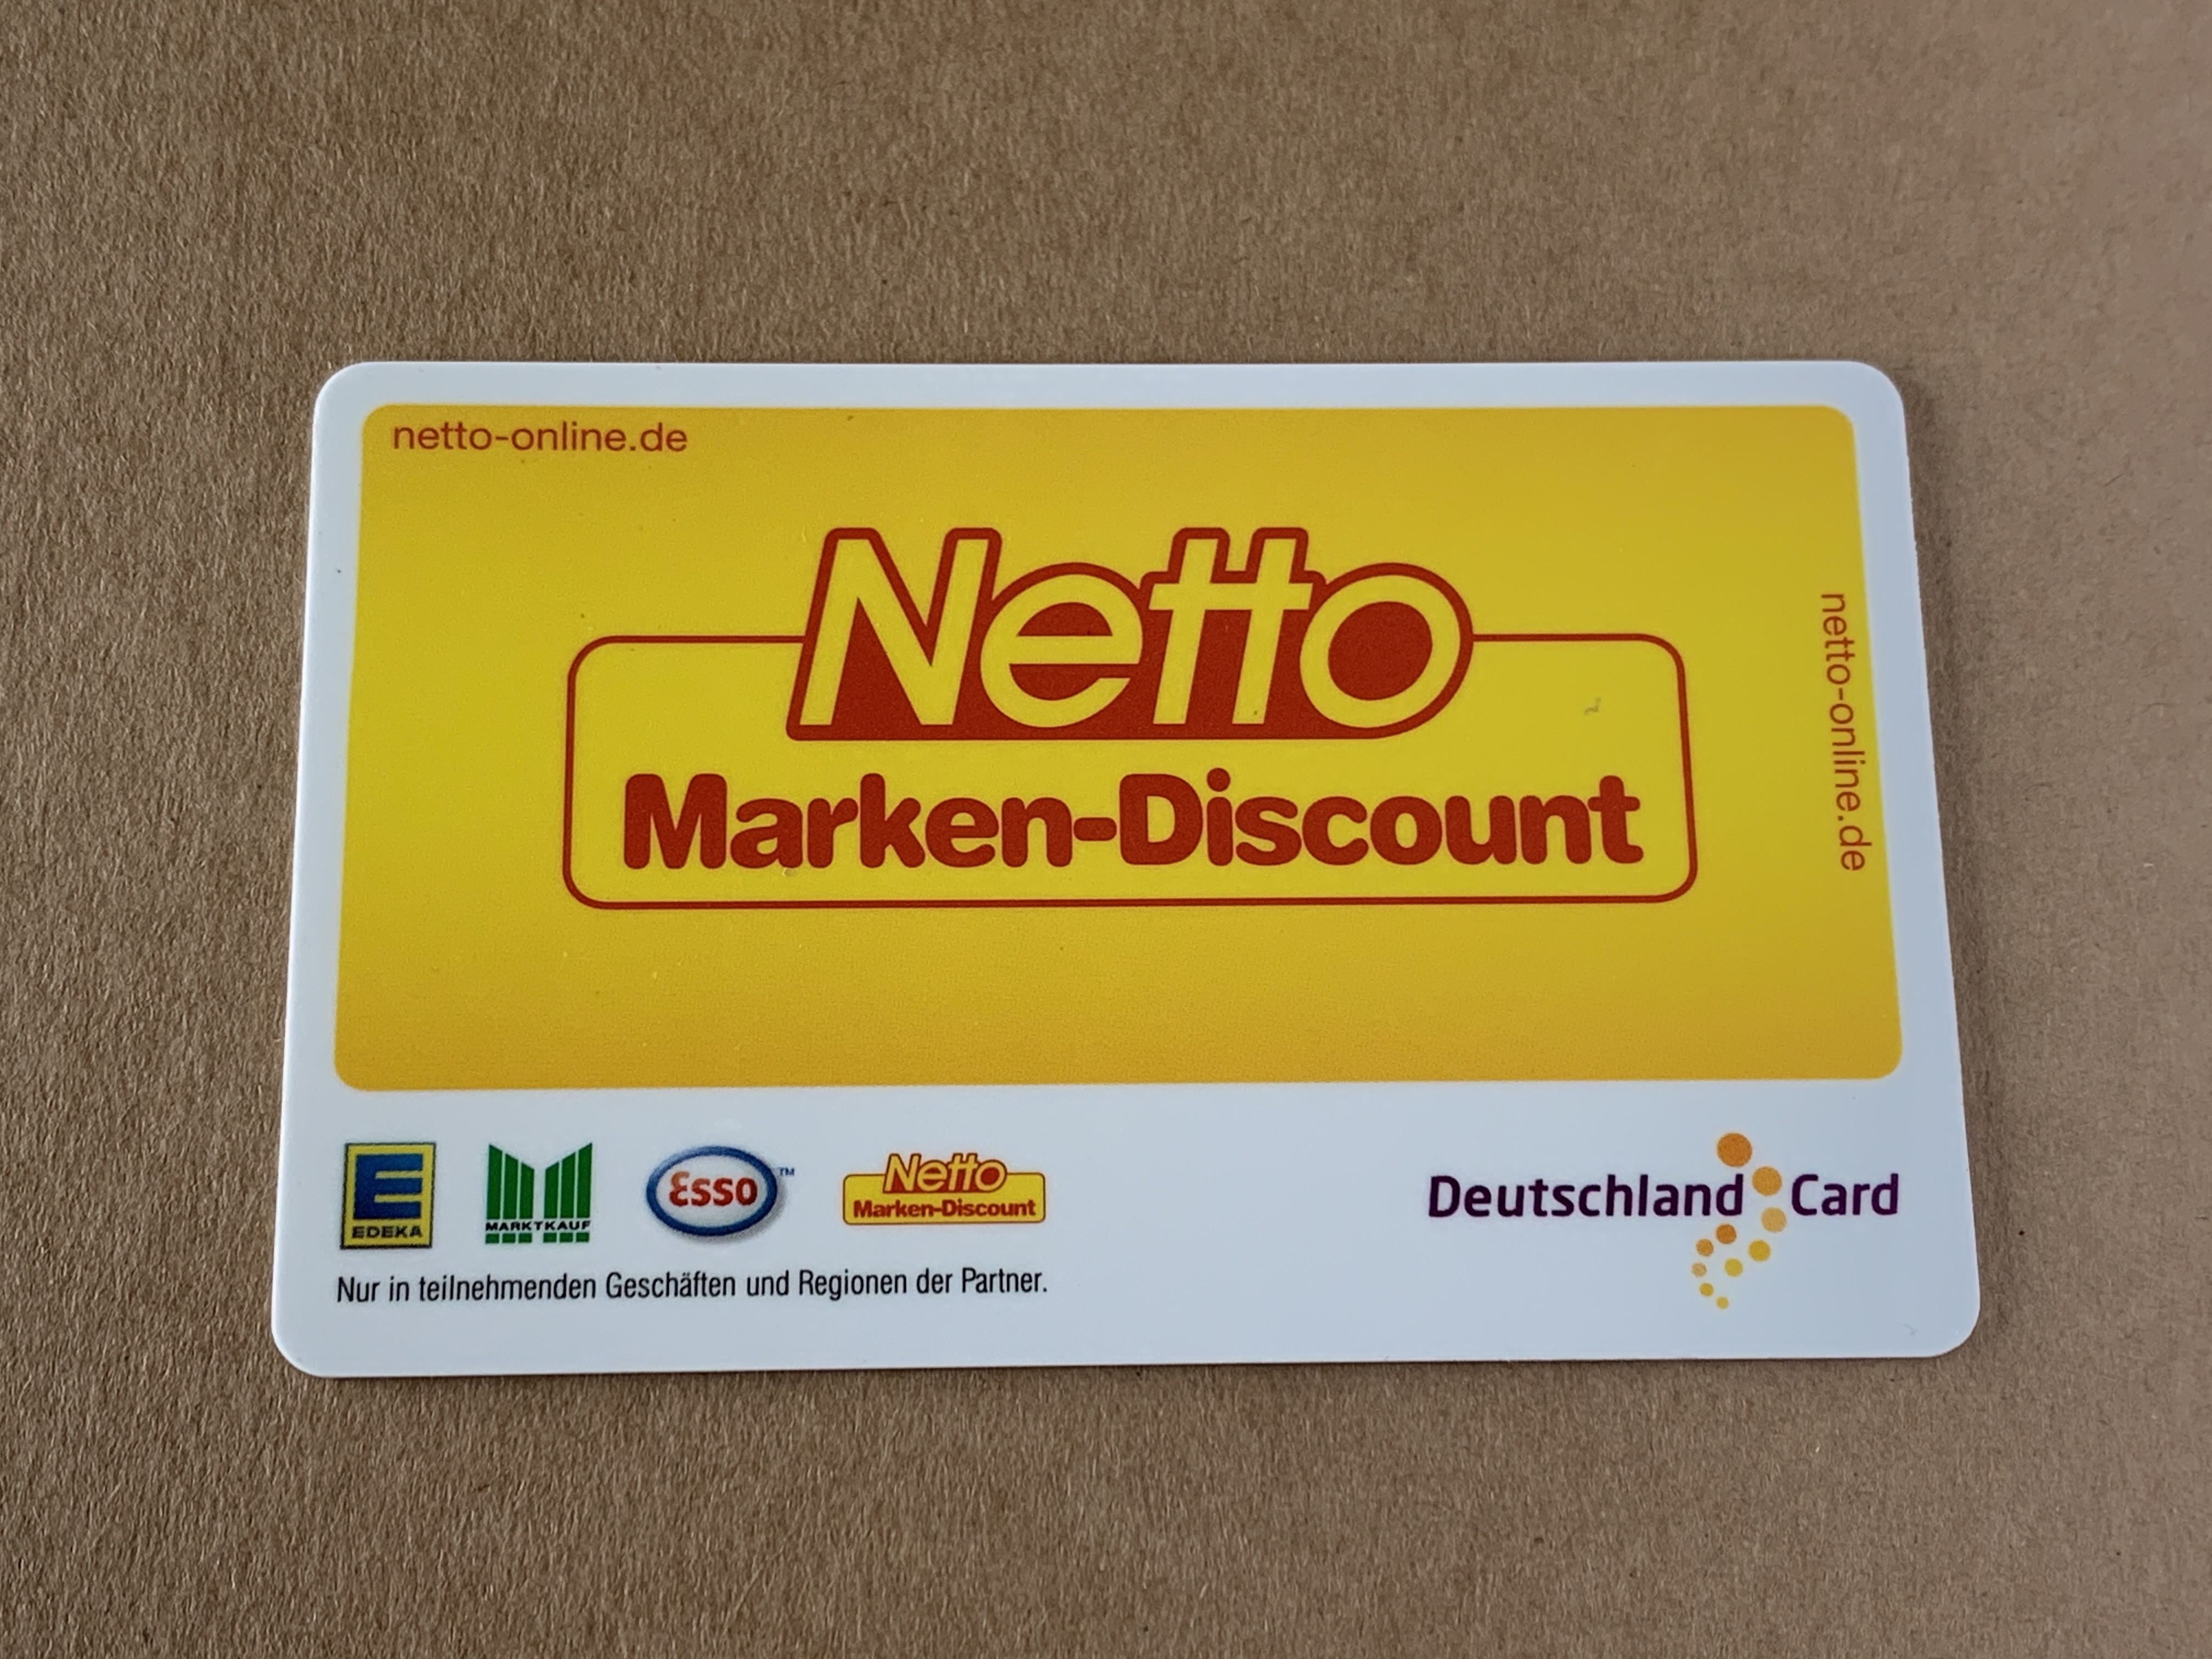 netto-online.de
Netto
Marken-Discount
netto-online.de
EDEKA
MARKTKAUF
Esso™
Netto
Marken-Discount
Deutschland Card
Nur in teilnehmenden Geschäften und Regionen der Partner.